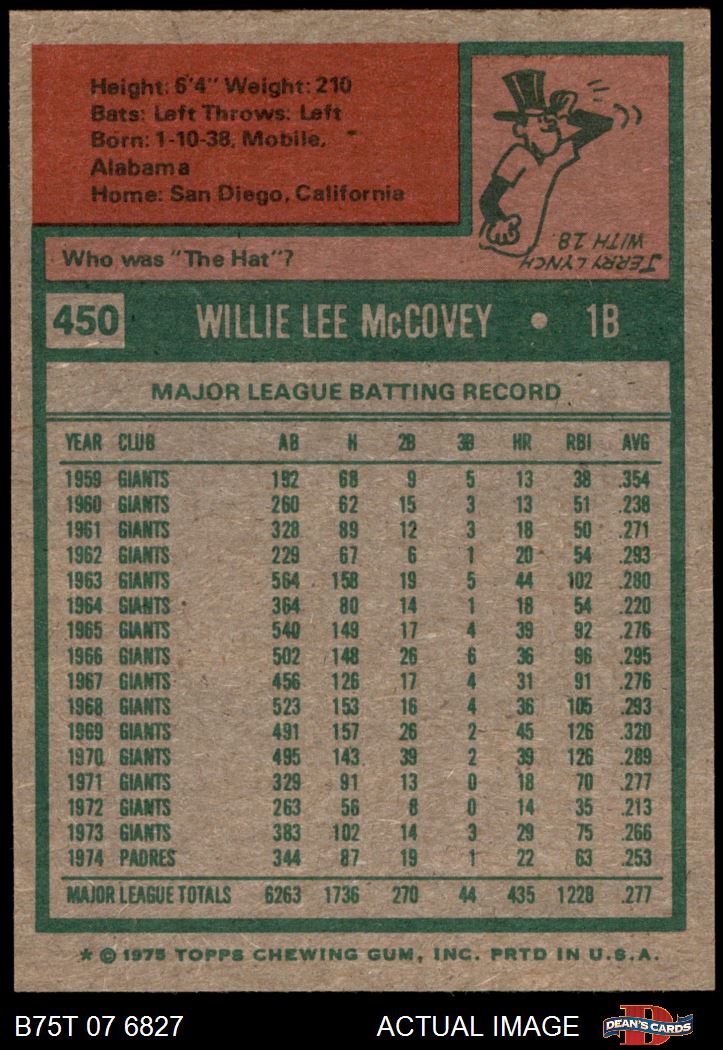 Height: 6'4" Weight: 210
Bats: Left Throws: Left
Born: 1-10-38, Mobile,
Alabama
Home: San Diego, California
Who was "The Hat"?
JERRY LYNCH
WITH 18.
450 WILLIE LEE McCOVEY • 1B
MAJOR LEAGUE BATTING RECORD
YEAR CLUB AB H 2B 3B HR RBI AVG
1959 GIANTS 192 68 9 5 13 38 .354
1960 GIANTS 260 62 15 3 13 51 .238
1961 GIANTS 328 89 12 3 18 50 .271
1962 GIANTS 229 67 6 1 20 54 .293
1963 GIANTS 564 158 19 5 44 102 .280
1964 GIANTS 364 80 14 1 18 54 .220
1965 GIANTS 540 149 17 4 39 92 .276
1966 GIANTS 502 148 26 6 36 96 .295
1967 GIANTS 456 126 17 4 31 91 .276
1968 GIANTS 523 153 16 4 36 105 .293
1969 GIANTS 491 157 26 2 45 126 .320
1970 GIANTS 495 143 39 2 39 126 .289
1971 GIANTS 329 91 13 0 18 70 .277
1972 GIANTS 263 56 8 0 14 35 .213
1973 GIANTS 383 102 14 3 29 75 .266
1974 PADRES 344 87 19 1 22 63 .253
MAJOR LEAGUE TOTALS 6263 1736 270 44 435 1228 .277
* © 1975 TOPPS CHEWING GUM, INC. PRTD IN U.S.A.
B75T 07 6827 ACTUAL IMAGE DEAN'S CARDS